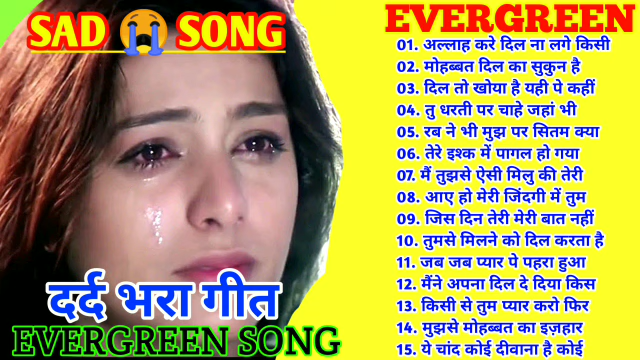 SAD 😭 SONG
दर्द भरा गीत
EVERGREEN SONG
EVERGREEN
01. अल्लाह करे दिल ना लगे किसी
02. मोहब्बत दिल का सुकुन है
03. दिल तो खोया है यही पे कहीं
04. तु धरती पर चाहे जहां भी
05. रब ने भी मुझ पर सितम क्या
06. तेरे इश्क में पागल हो गया
07. मैं तुझसे ऐसी मिलु की तेरी
08. आए हो मेरी जिंदगी में तुम
09. जिस दिन तेरी मेरी बात नहीं
10. तुमसे मिलने को दिल करता है
11. जब जब प्यार पे पहरा हुआ
12. मैंने अपना दिल दे दिया किस
13. किसी से तुम प्यार करो फिर
14. मुझसे मोहब्बत का इज़हार
15. ये चांद कोई दीवाना है कोई